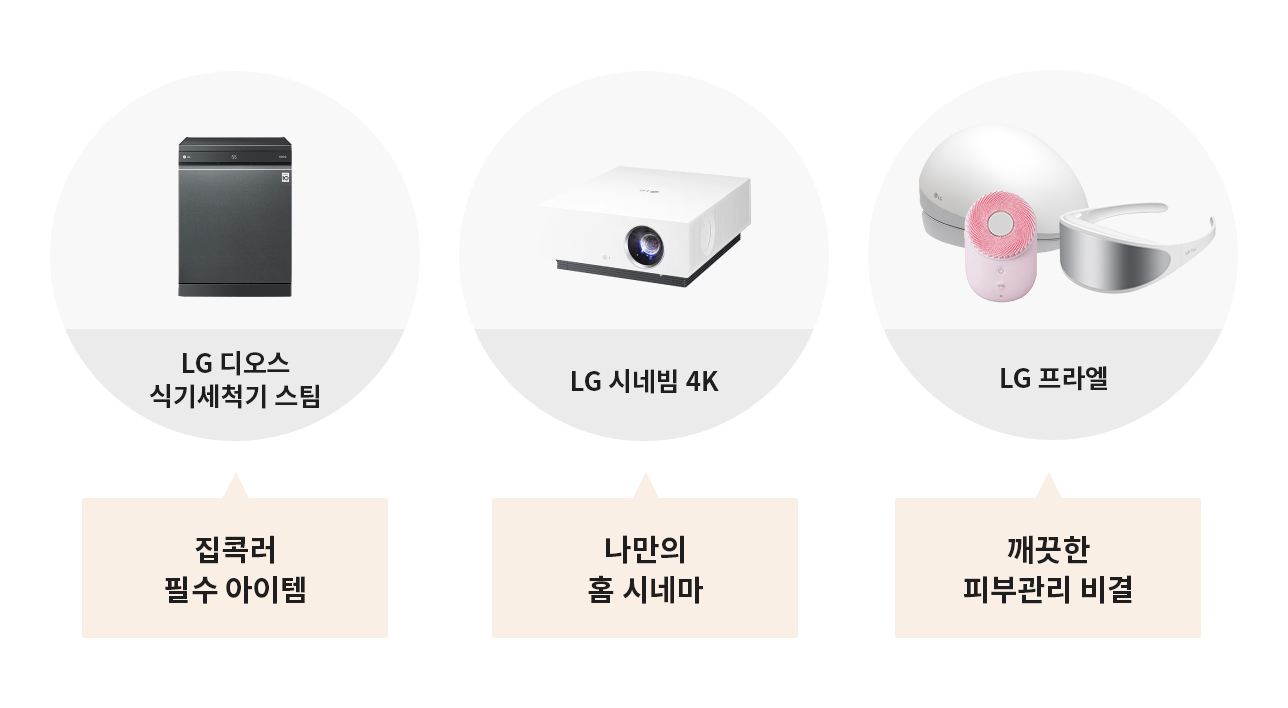 LG 디오스
식기세척기 스팀
LG 시네빔 4K
LG 프라엘
집콕러
필수 아이템
나만의
홈 시네마
깨끗한
피부관리 비결